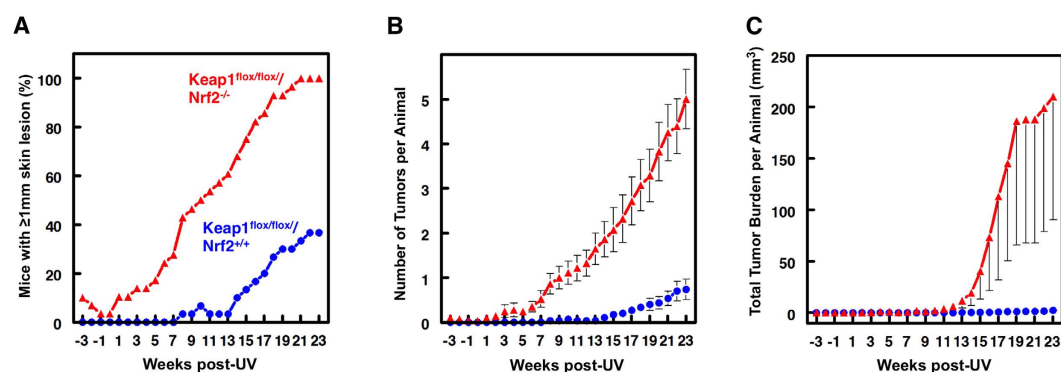 A
Mice with ≥1mm skin lesion (%)
100
80
60
40
20
0
Keap1flox/flox/
Nrf2-/-
Keap1flox/flox/
Nrf2+/+
-3 -1 1 3 5 7 9 11 13 15 17 19 21 23
Weeks post-UV
B
Number of Tumors per Animal
5
4
3
2
1
0
-3 -1 1 3 5 7 9 11 13 15 17 19 21 23
Weeks post-UV
C
Total Tumor Burden per Animal (mm3)
250
200
150
100
50
0
-3 -1 1 3 5 7 9 11 13 15 17 19 21 23
Weeks post-UV